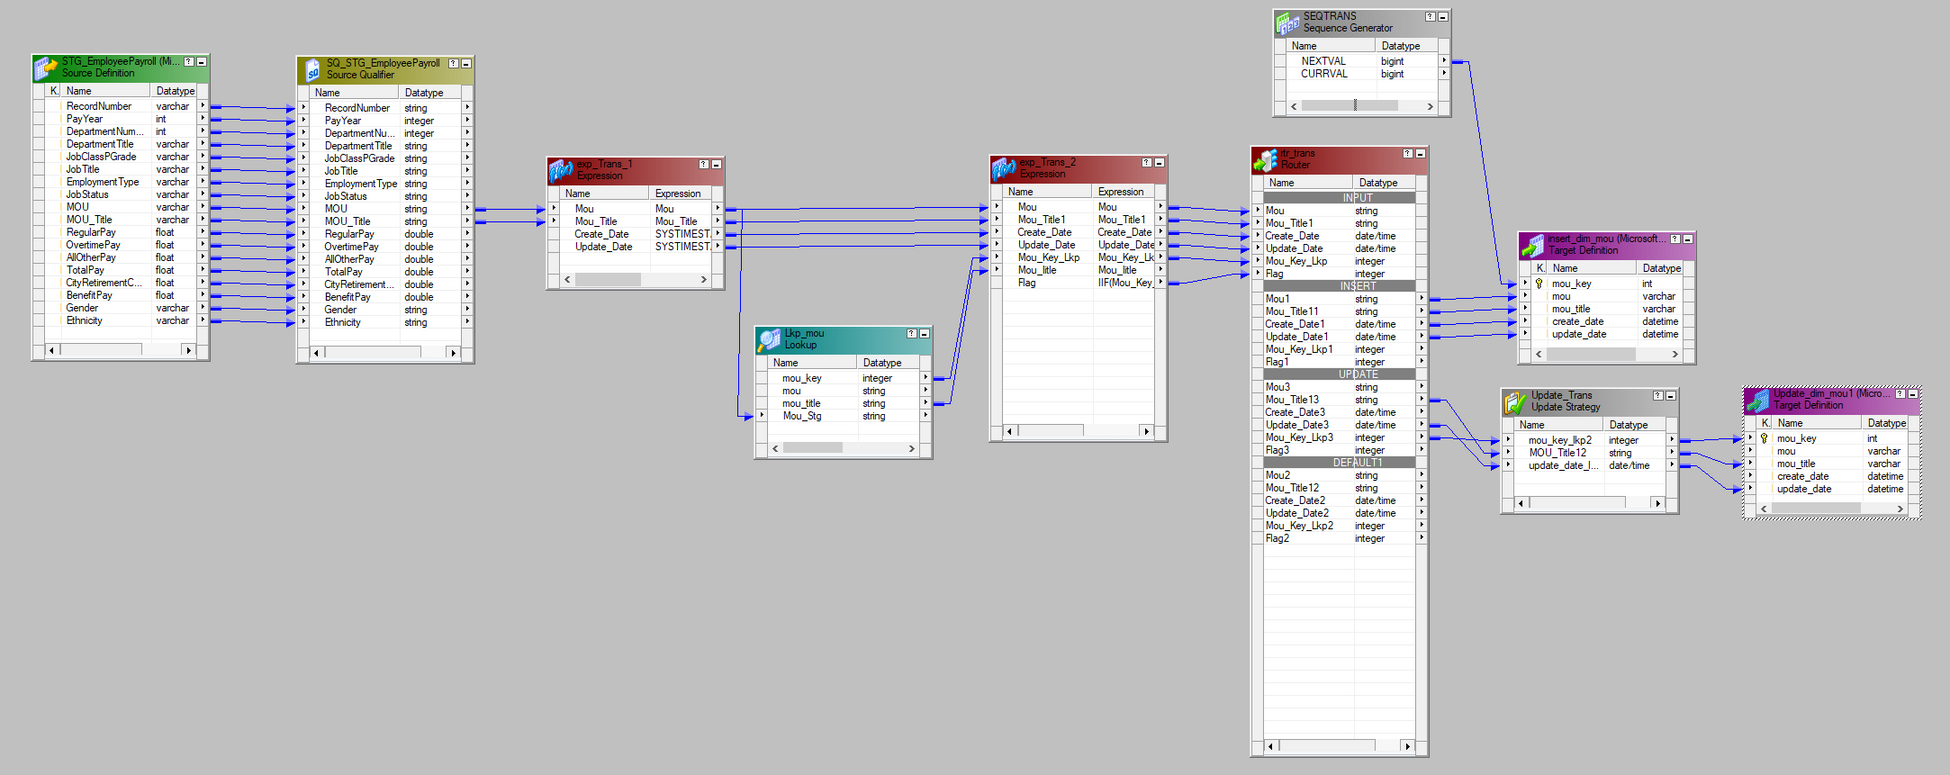 SEQTRANS
Sequence Generator
Name Datatype
NEXTVAL bigint
CURRVAL bigint
STG_EmployeePayroll (Mi...
Source Definition
K. Name Datatype
RecordNumber varchar
PayYear int
DepartmentNum... int
DepartmentTitle varchar
JobClassPGrade varchar
JobTitle varchar
EmploymentType varchar
JobStatus varchar
MOU varchar
MOU_Title varchar
RegularPay float
OvertimePay float
AllOtherPay float
TotalPay float
CityRetirementC... float
BenefitPay float
Gender varchar
Ethnicity varchar
SQ_STG_EmployeePayroll
Source Qualifier
Name Datatype
RecordNumber string
PayYear integer
DepartmentNu... integer
DepartmentTitle string
JobClassPGrade string
JobTitle string
EmploymentType string
JobStatus string
MOU string
MOU_Title string
RegularPay double
OvertimePay double
AllOtherPay double
TotalPay double
CityRetirement... double
BenefitPay double
Gender string
Ethnicity string
exp_Trans_1
Expression
Name Expression
Mou Mou
Mou_Title Mou_Title
Create_Date SYSTIMEST.
Update_Date SYSTIMEST.
Lkp_mou
Lookup
Name Datatype
mou_key integer
mou string
mou_title string
Mou_Stg string
exp_Trans_2
Expression
Name Expression
Mou Mou
Mou_Title1 Mou_Title1
Create_Date Create_Date
Update_Date Update_Date
Mou_Key_Lkp Mou_Key_Lk
Mou_title Mou_title
Flag IIF(Mou_Key_
rtr_trans
Router
Name Datatype
INPUT
Mou string
Mou_Title1 string
Create_Date date/time
Update_Date date/time
Mou_Key_Lkp integer
Flag integer
INSERT
Mou1 string
Mou_Title11 string
Create_Date1 date/time
Update_Date1 date/time
Mou_Key_Lkp1 integer
Flag1 integer
UPDATE
Mou3 string
Mou_Title13 string
Create_Date3 date/time
Update_Date3 date/time
Mou_Key_Lkp3 integer
Flag3 integer
DEFAULT1
Mou2 string
Mou_Title12 string
Create_Date2 date/time
Update_Date2 date/time
Mou_Key_Lkp2 integer
Flag2 integer
insert_dim_mou (Microsoft...
Target Definition
K. Name Datatype
mou_key int
mou varchar
mou_title varchar
create_date datetime
update_date datetime
Update_Trans
Update Strategy
Name Datatype
mou_key_lkp2 integer
MOU_Title12 string
update_date_l... date/time
Update_dim_mou1 (Micro...
Target Definition
K. Name Datatype
mou_key int
mou varchar
mou_title varchar
create_date datetime
update_date datetime